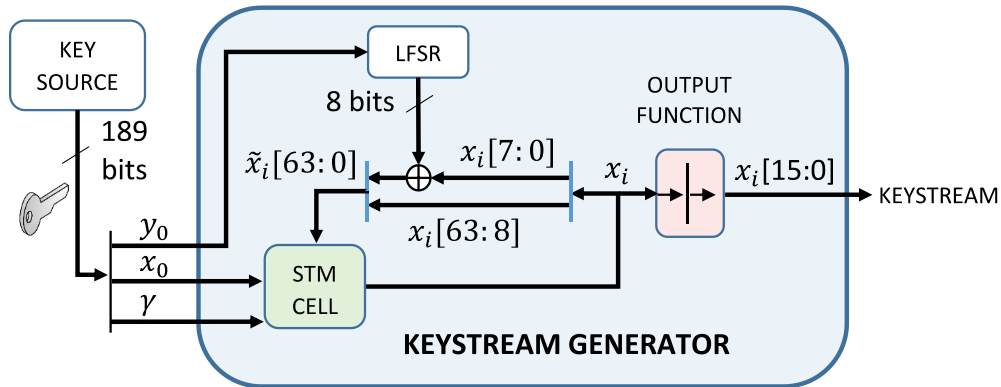 KEY
SOURCE
189
bits
LFSR
8 bits
OUTPUT
FUNCTION
x̃ᵢ[63: 0]
xᵢ[7: 0]
xᵢ
xᵢ[15:0]
KEYSTREAM
xᵢ[63: 8]
y₀
x₀
γ
STM
CELL
KEYSTREAM GENERATOR